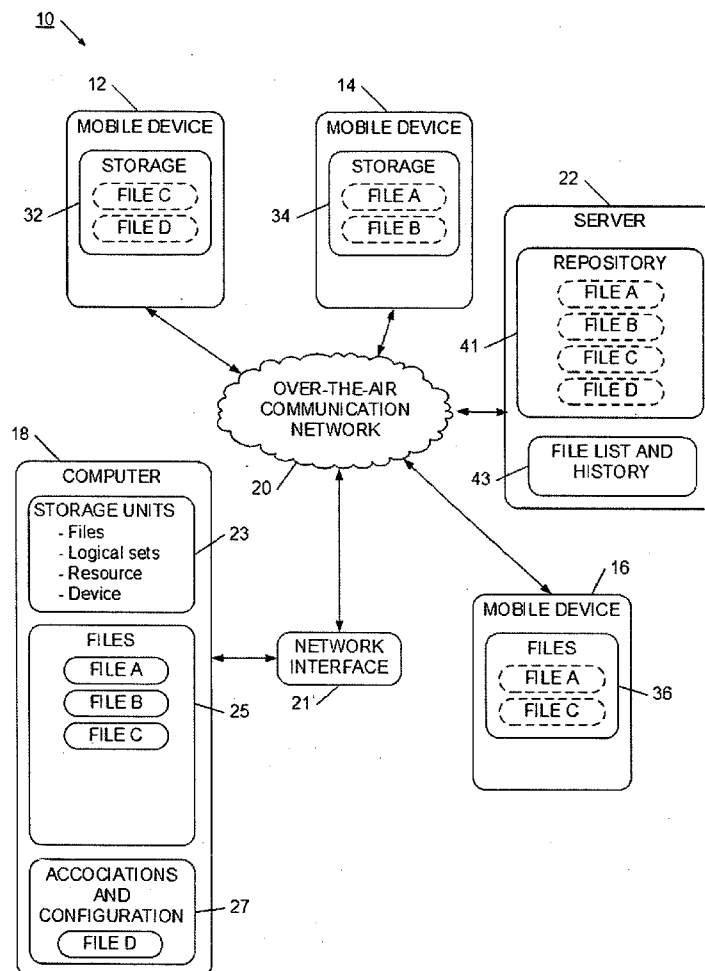 10
12
MOBILE DEVICE
STORAGE
FILE C
FILE D
32
14
MOBILE DEVICE
STORAGE
FILE A
FILE B
34
22
SERVER
REPOSITORY
FILE A
FILE B
FILE C
FILE D
41
FILE LIST AND
HISTORY
43
OVER-THE-AIR
COMMUNICATION
NETWORK
20
18
COMPUTER
STORAGE UNITS
- Files
- Logical sets
- Resource
- Device
23
FILES
FILE A
FILE B
FILE C
25
ACCOCIATIONS
AND
CONFIGURATION
FILE D
27
NETWORK
INTERFACE
21
16
MOBILE DEVICE
FILES
FILE A
FILE C
36